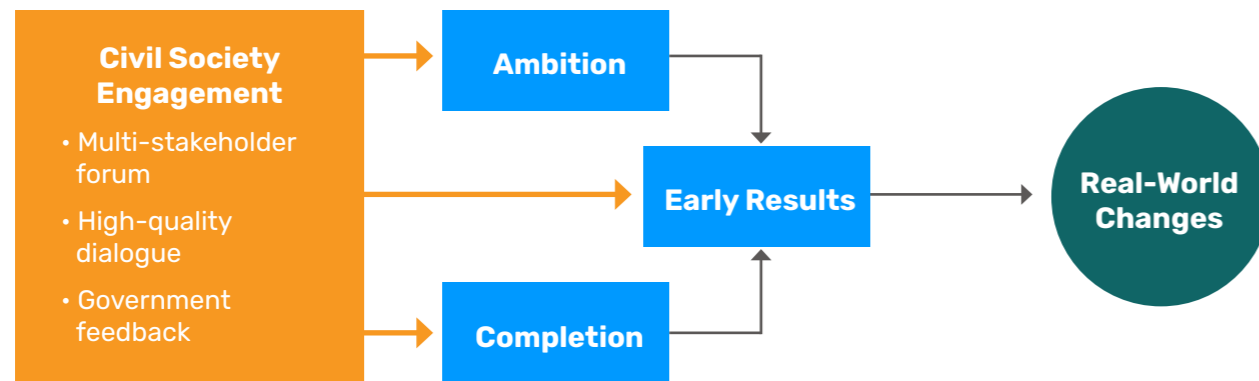 Civil Society
Engagement
• Multi-stakeholder
forum
• High-quality
dialogue
• Government
feedback
Ambition
Early Results
Completion
Real-World
Changes